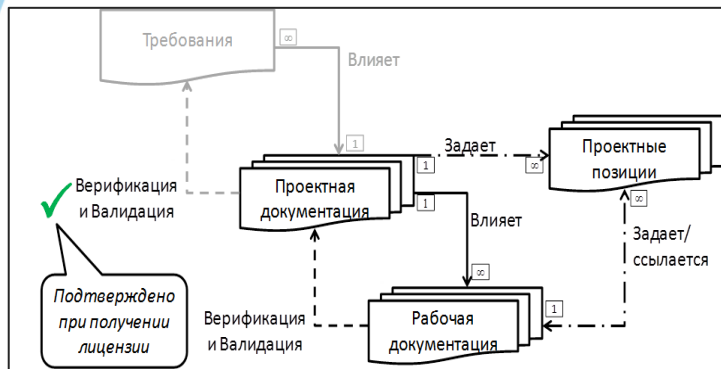 Требования
∞
Влияет
1
Задает
1
∞
Проектные
позиции
∞
Верификация
и Валидация
Проектная
документация
1
Влияет
∞
Задает/
ссылается
Подтверждено
при получении
лицензии
Верификация
и Валидация
Рабочая
документация
1